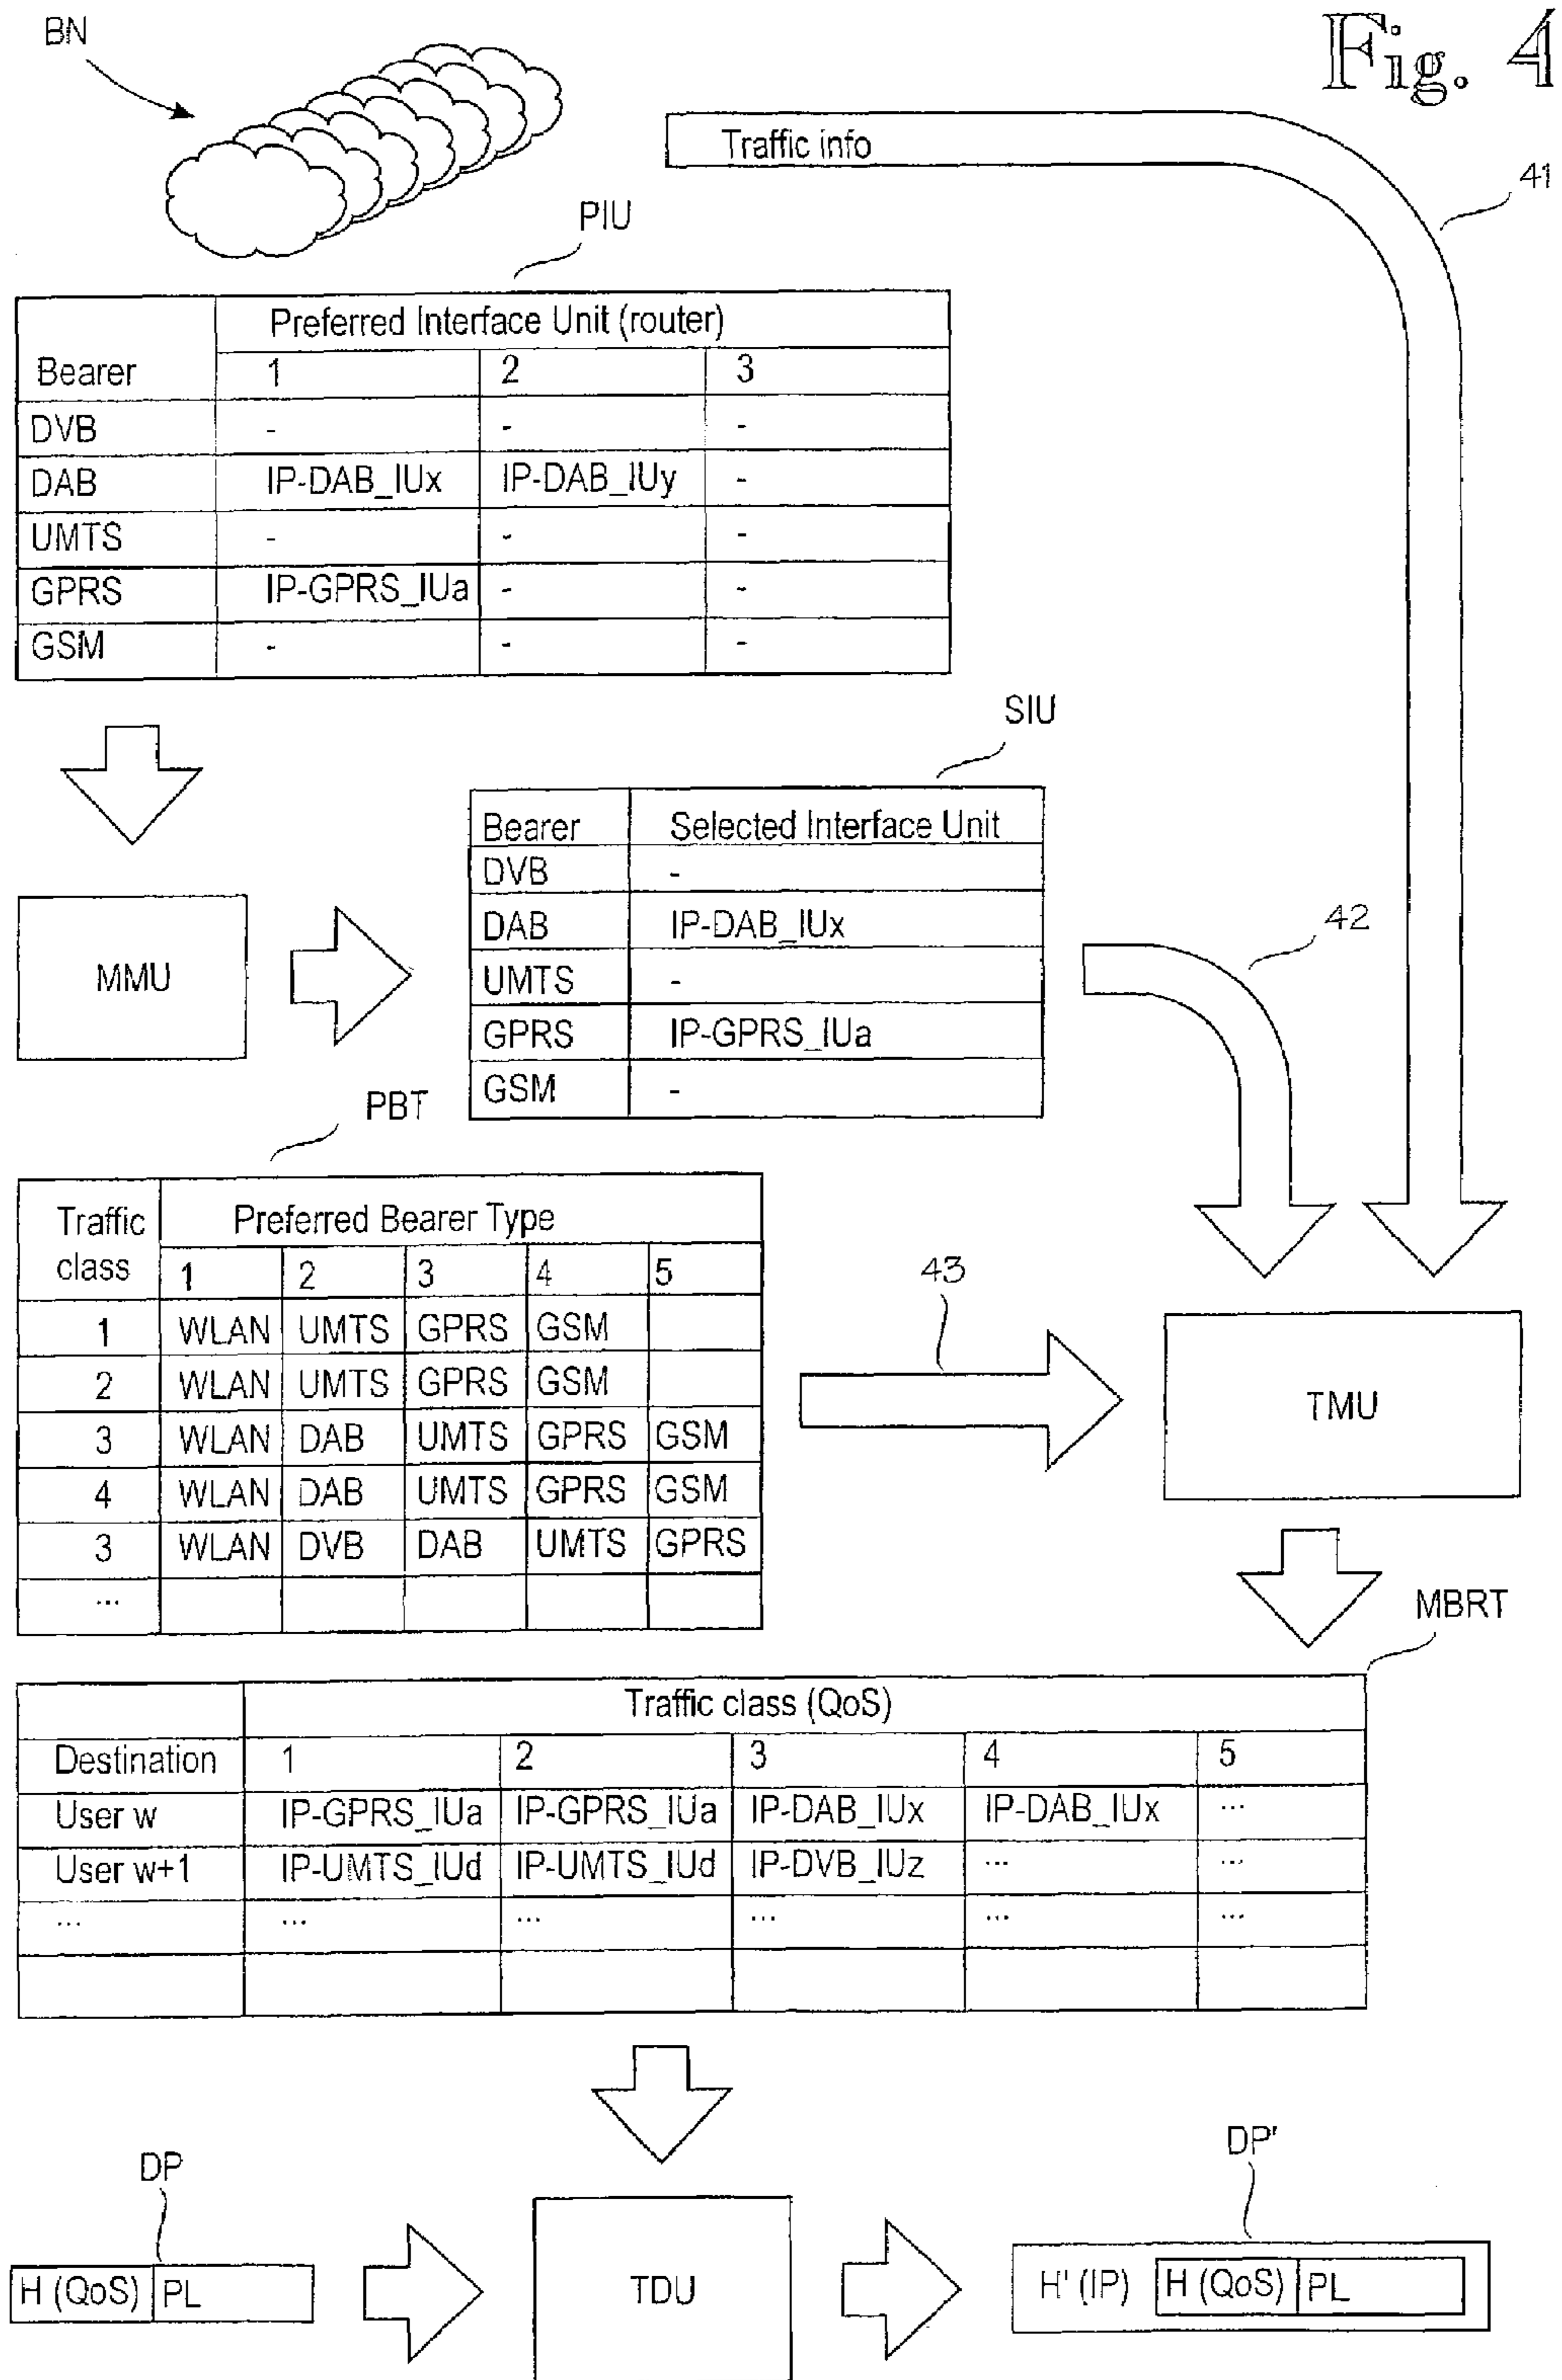 BN
Fig. 4
Traffic info
41
PIU
Preferred Interface Unit (router)
Bearer 1 2 3
DVB - - -
DAB IP-DAB_IUx IP-DAB_IUy -
UMTS - - -
GPRS IP-GPRS_IUa - -
GSM - - -
SIU
Bearer Selected Interface Unit
DVB -
DAB IP-DAB_IUx
UMTS -
GPRS IP-GPRS_IUa
GSM -
MMU
42
PBT
Traffic class Preferred Bearer Type
1 2 3 4 5
1 WLAN UMTS GPRS GSM
2 WLAN UMTS GPRS GSM
3 WLAN DAB UMTS GPRS GSM
4 WLAN DAB UMTS GPRS GSM
3 WLAN DVB DAB UMTS GPRS
...
43
TMU
MBRT
Traffic class (QoS)
Destination 1 2 3 4 5
User w IP-GPRS_IUa IP-GPRS_IUa IP-DAB_IUx IP-DAB_IUx ...
User w+1 IP-UMTS_IUd IP-UMTS_IUd IP-DVB_IUz ... ...
... ... ... ... ... ...
DP
H (QoS) PL
TDU
DP'
H' (IP) H (QoS) PL